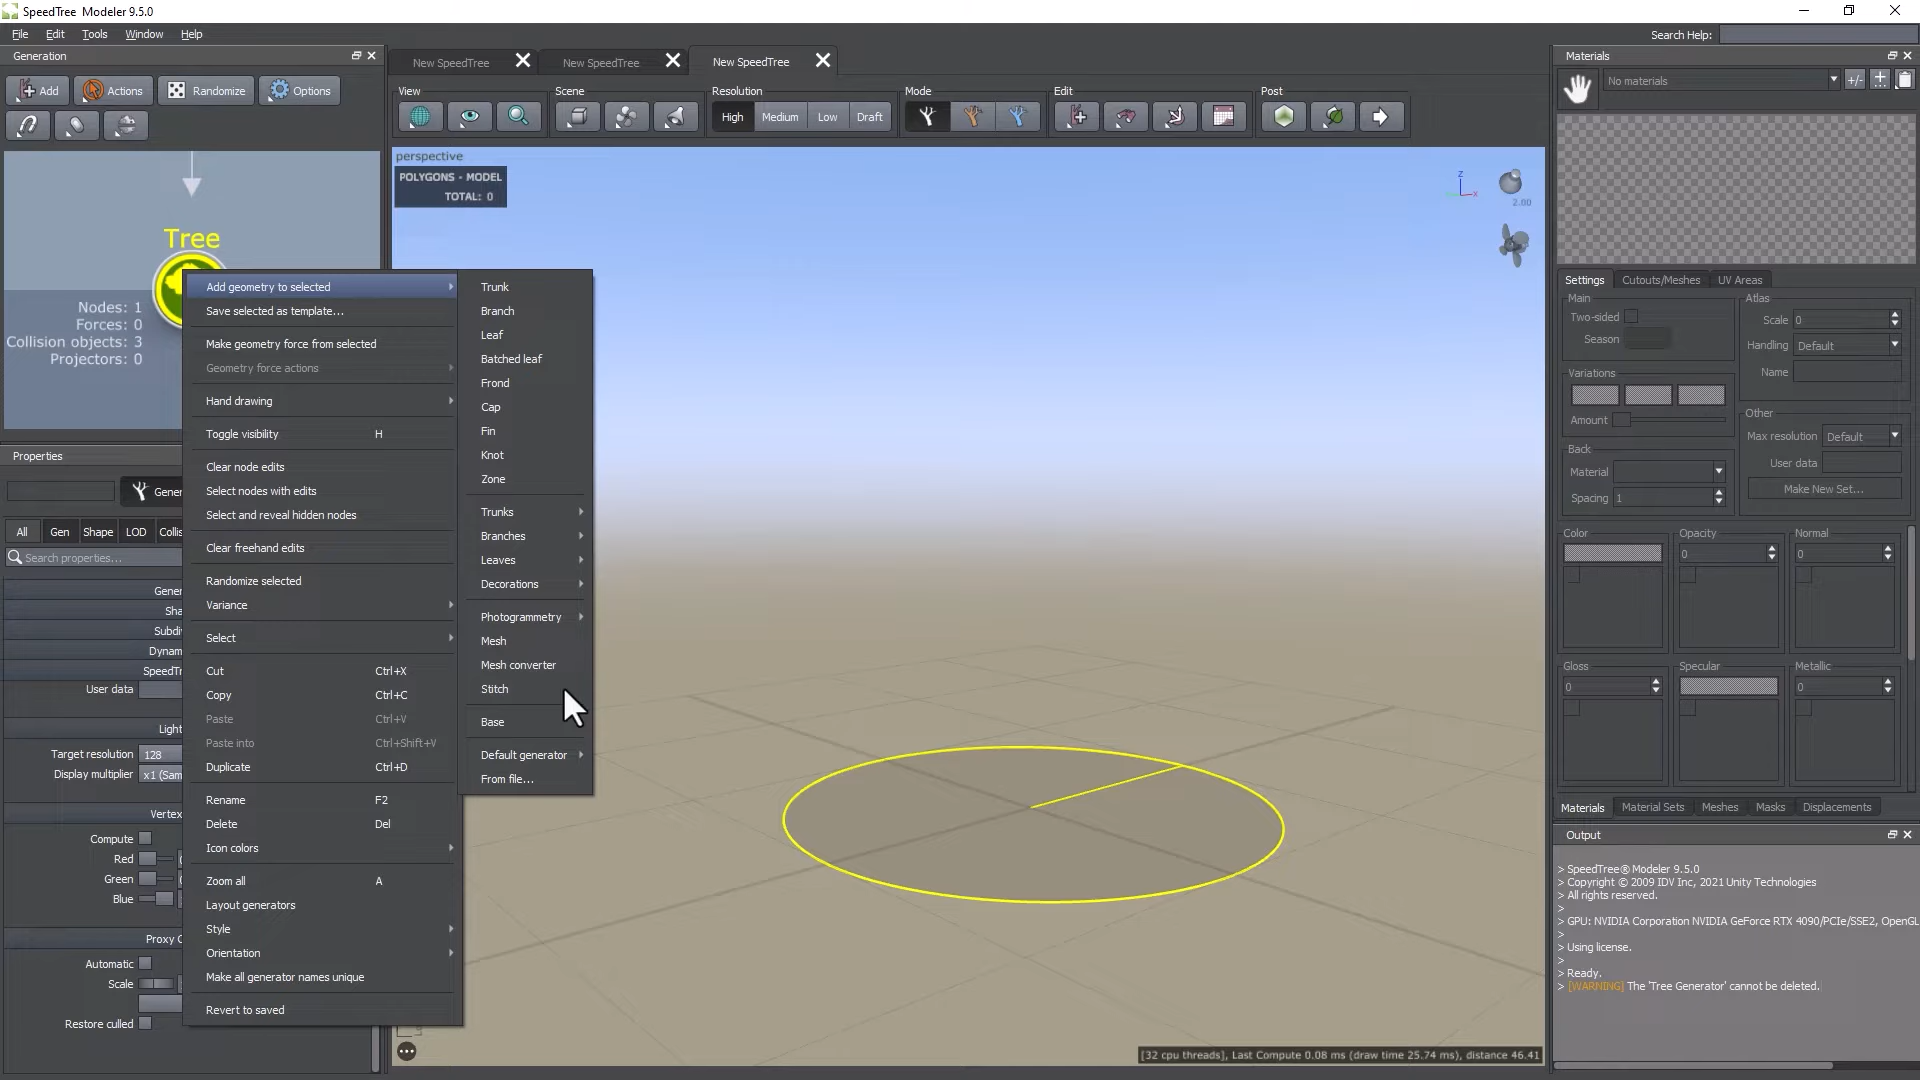 SpeedTree Modeler 9.5.0
File Edit Tools Window Help
Search Help:
Generation
Add Actions Randomize Options
Tree
Nodes: 1
Forces: 0
Collision objects: 3
Projectors: 0
Add geometry to selected
Save selected as template...
Make geometry force from selected
Geometry force actions
Hand drawing
Toggle visibility H
Clear node edits
Select nodes with edits
Select and reveal hidden nodes
Clear freehand edits
Randomize selected
Variance
Select
Cut Ctrl+X
Copy Ctrl+C
Paste Ctrl+V
Paste into Ctrl+Shift+V
Duplicate Ctrl+D
Rename F2
Delete Del
Icon colors
Zoom all A
Layout generators
Style
Orientation
Make all generator names unique
Revert to saved
Trunk
Branch
Leaf
Batched leaf
Frond
Cap
Fin
Knot
Zone
Trunks
Branches
Leaves
Decorations
Photogrammetry
Mesh
Mesh converter
Stitch
Base
Default generator
From file...
Properties
Gener
All Gen Shape LOD Collis
Search properties...
Gener
Sha
Subdiv
Dynam
SpeedTr
User data
Light
Target resolution 128
Display multiplier x1 (Sam
Vertex
Compute
Red
Green
Blue
Proxy C
Automatic
Scale
Restore culled
New SpeedTree New SpeedTree New SpeedTree
View Scene Resolution Mode Edit Post
High Medium Low Draft
perspective
POLYGONS - MODEL
TOTAL: 0
Z
X
2.00
[32 cpu threads], Last Compute 0.08 ms (draw time 25.74 ms), distance 46.41
Materials
No materials
+/-
Settings Cutouts/Meshes UV Areas
Main
Two-sided
Season
Atlas
Scale 0
Handling Default
Name
Variations
Amount
Other
Max resolution Default
User data
Make New Set...
Back
Material
Spacing 1
Color Opacity Normal
0 0
Gloss Specular Metallic
0 0
Materials Material Sets Meshes Masks Displacements
Output
> SpeedTree® Modeler 9.5.0
> Copyright © 2009 IDV Inc, 2021 Unity Technologies
> All rights reserved.
>
> GPU: NVIDIA Corporation NVIDIA GeForce RTX 4090/PCIe/SSE2, OpenGL
>
> Using license.
>
> Ready.
> [WARNING] The 'Tree Generator' cannot be deleted.